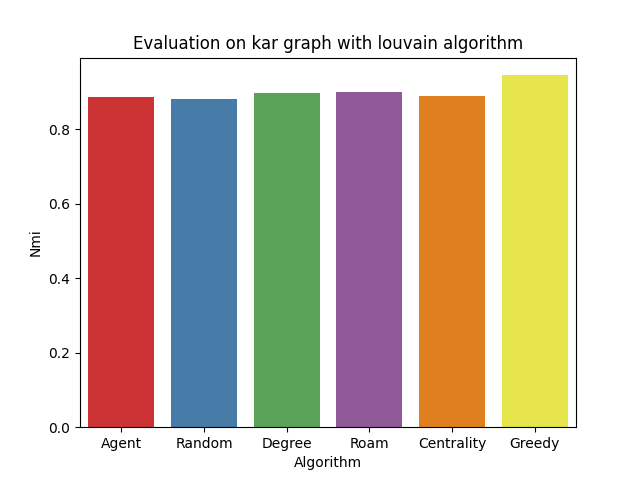 Evaluation on kar graph with louvain algorithm
Nmi
0.8
0.6
0.4
0.2
0.0
Agent Random Degree Roam Centrality Greedy
Algorithm